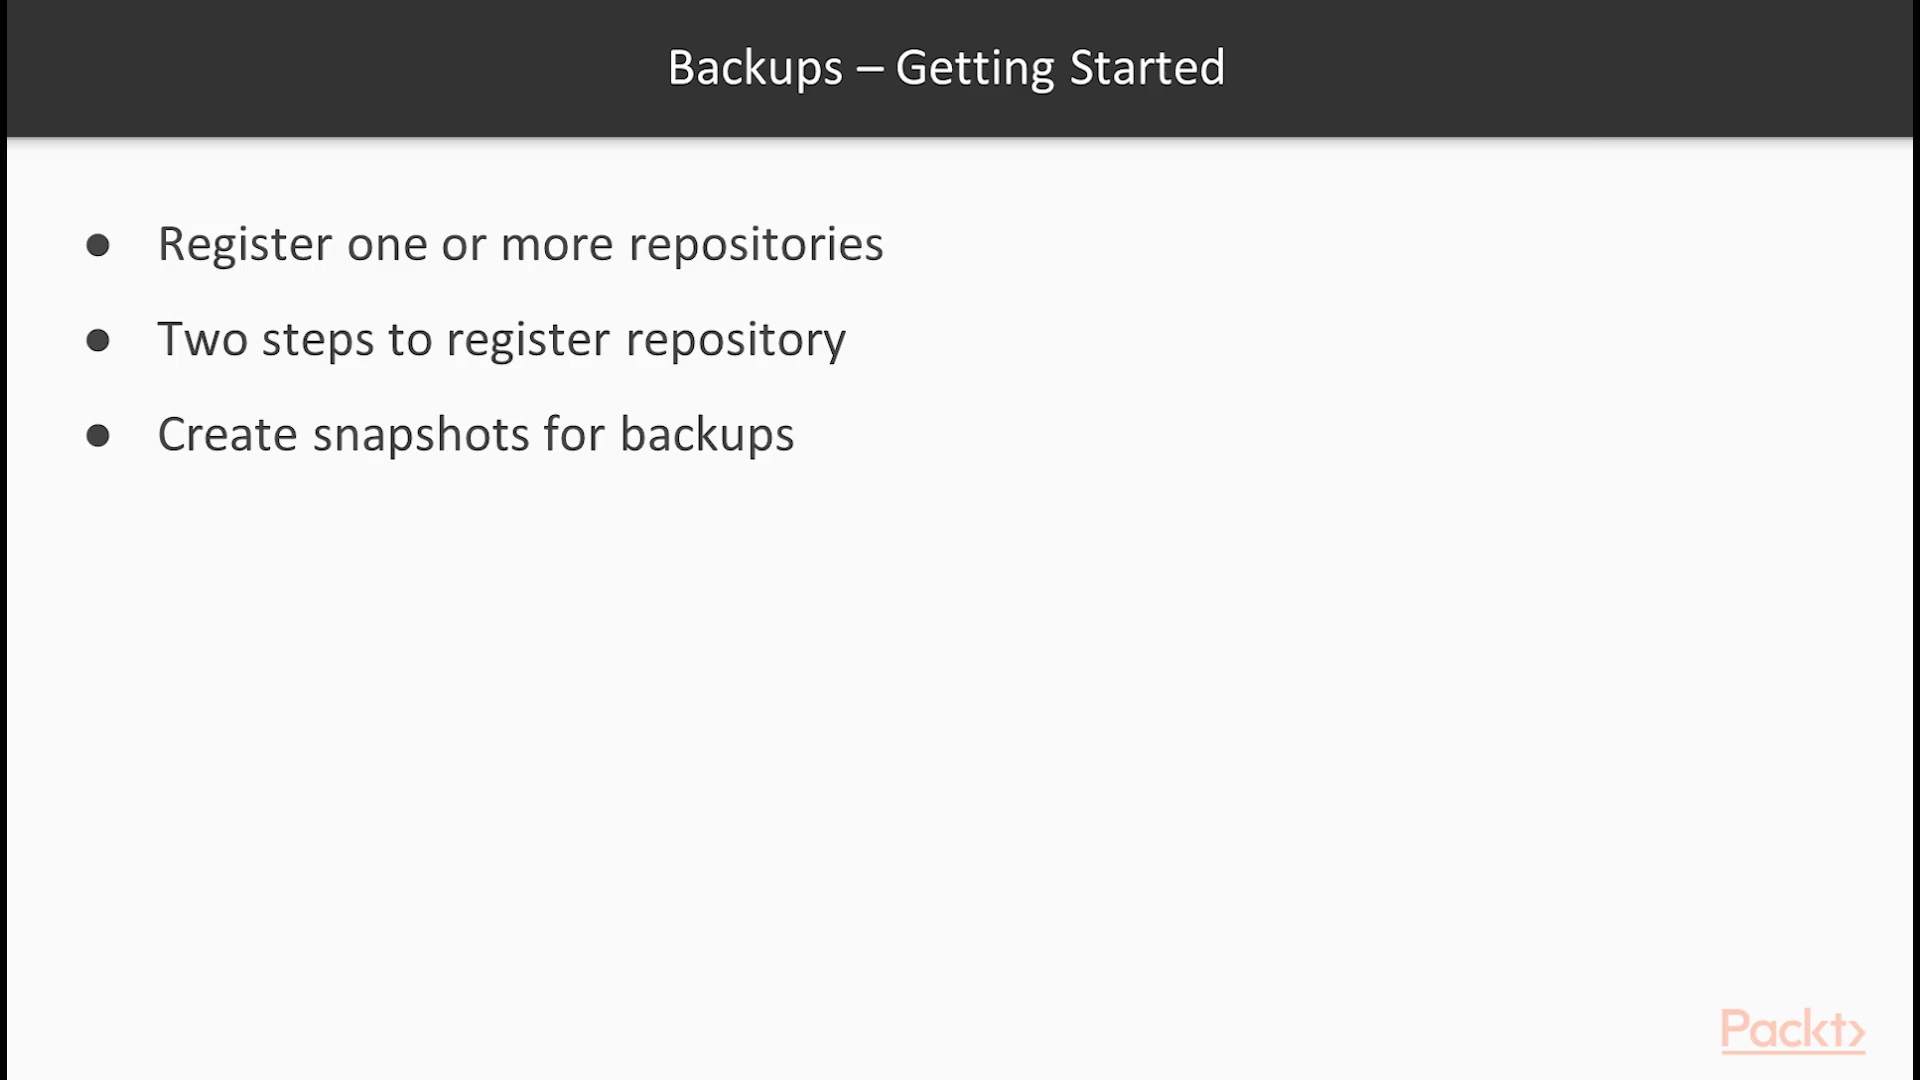 Backups – Getting Started
● Register one or more repositories
● Two steps to register repository
● Create snapshots for backups
Packt>